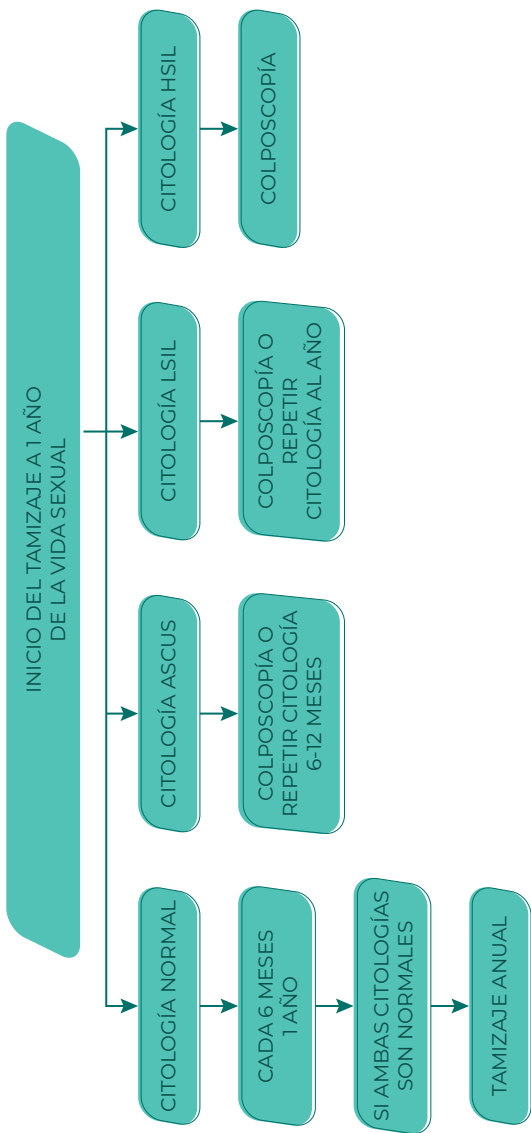 INICIO DEL TAMIZAJE A 1 AÑO
DE LA VIDA SEXUAL
CITOLOGÍA NORMAL
CADA 6 MESES
1 AÑO
SI AMBAS CITOLOGÍAS
SON NORMALES
TAMIZAJE ANUAL
CITOLOGÍA ASCUS
COLPOSCOPÍA O
REPETIR CITOLOGÍA
6-12 MESES
CITOLOGÍA LSIL
COLPOSCOPÍA O
REPETIR
CITOLOGÍA AL AÑO
CITOLOGÍA HSIL
COLPOSCOPÍA